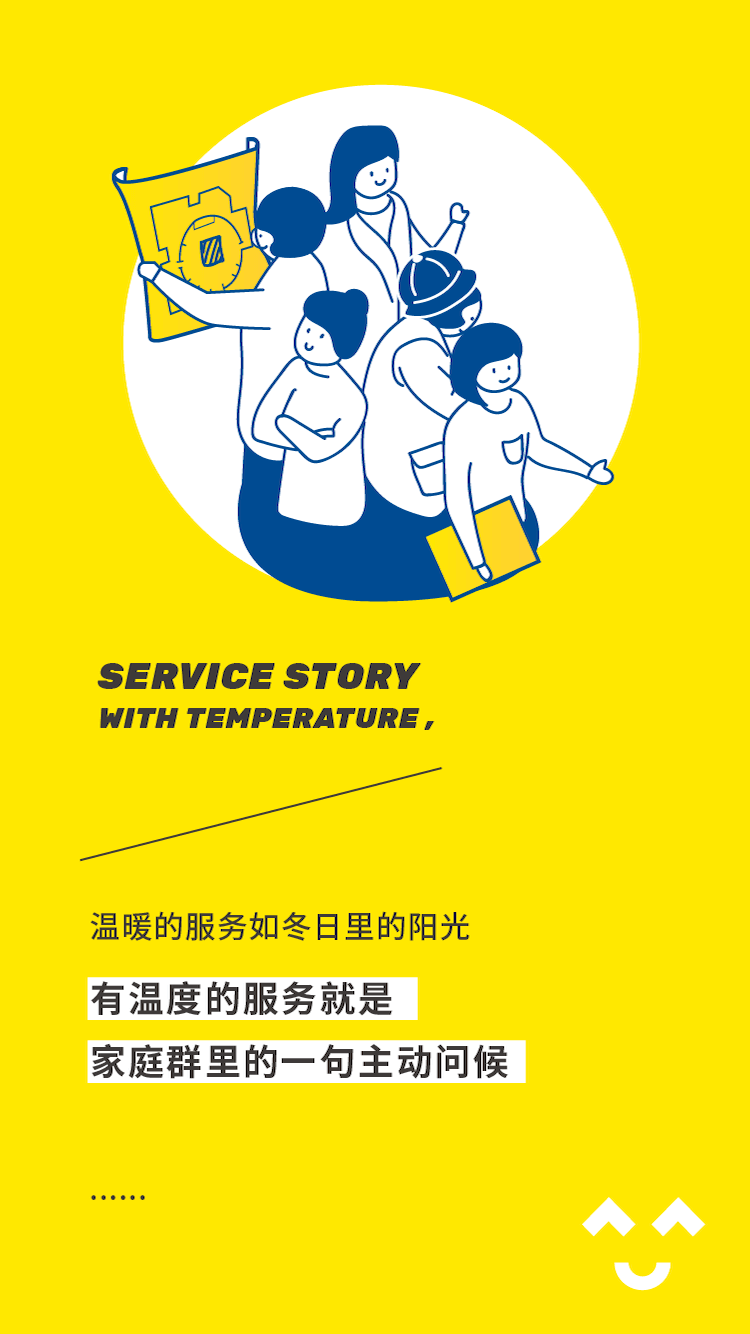 SERVICE STORY
WITH TEMPERATURE ,
温暖的服务如冬日里的阳光
有温度的服务就是
家庭群里的一句主动问候
......